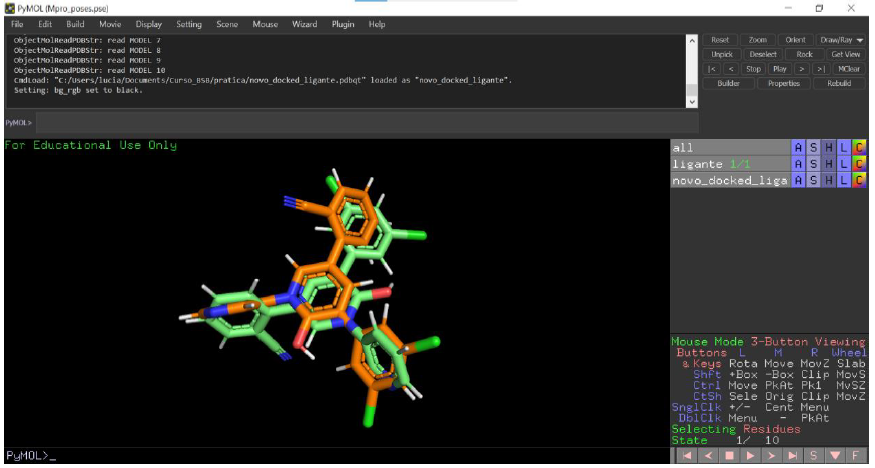 PyMOL (Mpro_poses.pse)
File Edit Build Movie Display Setting Scene Mouse Wizard Plugin Help
ObjectMolReadPDBStr: read MODEL 7
ObjectMolReadPDBStr: read MODEL 8
ObjectMolReadPDBStr: read MODEL 9
ObjectMolReadPDBStr: read MODEL 10
CmdLoad: "C:/Users/lucia/Documents/Curso_BSB/pratica/novo_docked_ligante.pdbqt" loaded as "novo_docked_ligante".
Setting: bg_rgb set to black.
PyMOL>
Reset Zoom Orient Draw/Ray
Unpick Deselect Rock Get View
|< < Stop Play > >| MClear
Builder Properties Rebuild
For Educational Use Only
all A S H L C
ligante 1/1 A S H L C
novo_docked_liga A S H L C
Mouse Mode 3-Button Viewing
Buttons L M R Wheel
& Keys Rota Move MovZ Slab
Shft +Box -Box Clip MovS
Ctrl Move PkAt Pk1 MvSZ
CtSh Sele Orig Clip MovZ
SnglClk +/- Cent Menu
DblClk Menu - PkAt
Selecting Residues
State 1/ 10
PyMOL>_
S F